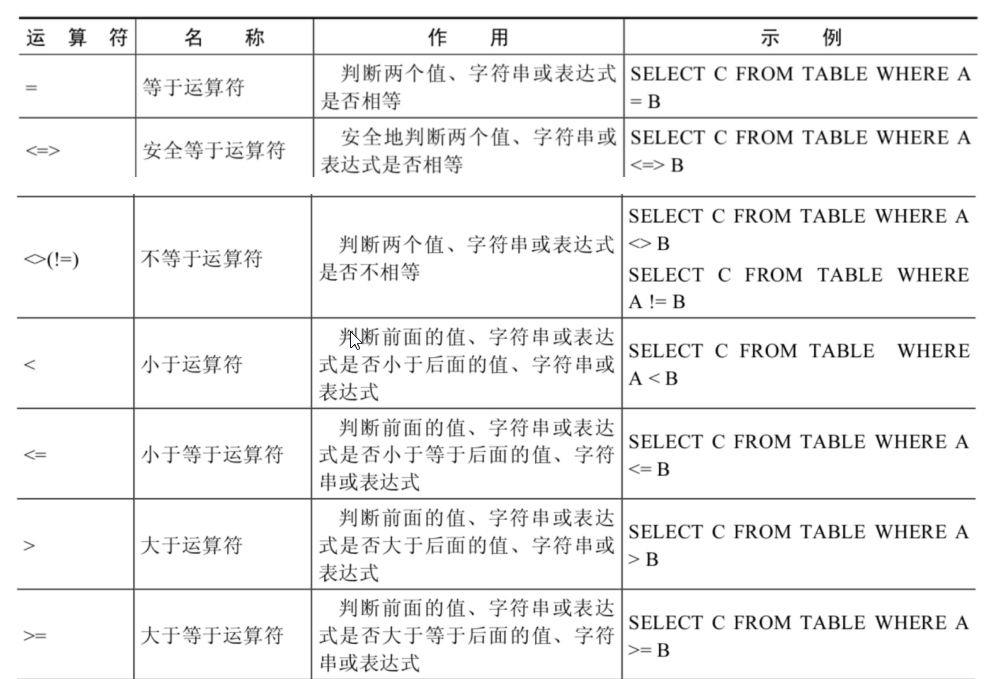 运 算 符 名 称 作 用 示 例
= 等于运算符 判断两个值、字符串或表达式 SELECT C FROM TABLE WHERE A
是否相等 = B
<=> 安全等于运算符 安全地判断两个值、字符串或 SELECT C FROM TABLE WHERE A
表达式是否相等 <=> B
<>(!=) 不等于运算符 判断两个值、字符串或表达式 SELECT C FROM TABLE WHERE A
是否不相等 <> B
SELECT C FROM TABLE WHERE
A != B
< 小于运算符 判断前面的值、字符串或表达 SELECT C FROM TABLE WHERE
式是否小于后面的值、字符串或 A < B
表达式
<= 小于等于运算符 判断前面的值、字符串或表达 SELECT C FROM TABLE WHERE A
式是否小于等于后面的值、字符 <= B
串或表达式
> 大于运算符 判断前面的值、字符串或表达 SELECT C FROM TABLE WHERE A
式是否大于后面的值、字符串或 > B
表达式
>= 大于等于运算符 判断前面的值、字符串或表达 SELECT C FROM TABLE WHERE A
式是否大于等于后面的值、字符 >= B
串或表达式